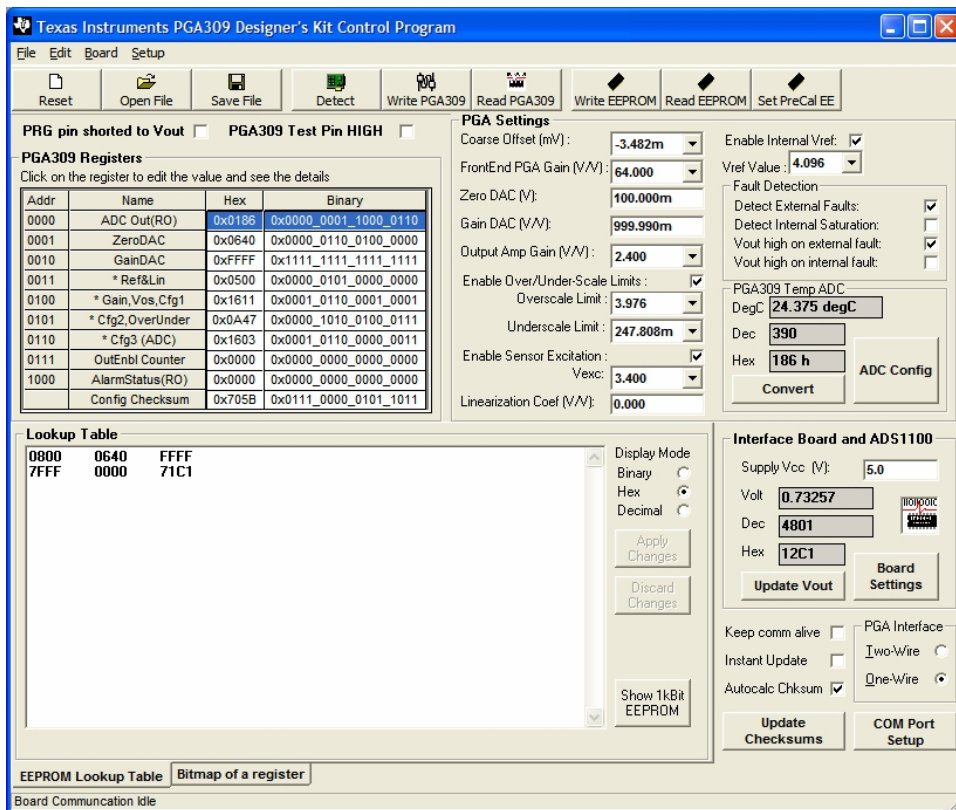 Texas Instruments PGA309 Designer's Kit Control Program
File Edit Board Setup
Reset Open File Save File Detect Write PGA309 Read PGA309 Write EEPROM Read EEPROM Set PreCal EE
PRG pin shorted to Vout PGA309 Test Pin HIGH
PGA309 Registers
Click on the register to edit the value and see the details
Addr Name Hex Binary
0000 ADC Out(RO) 0x0186 0x0000_0001_1000_0110
0001 ZeroDAC 0x0640 0x0000_0110_0100_0000
0010 GainDAC 0xFFFF 0x1111_1111_1111_1111
0011 * Ref&Lin 0x0500 0x0000_0101_0000_0000
0100 * Gain,Vos,Cfg1 0x1611 0x0001_0110_0001_0001
0101 * Cfg2,OverUnder 0x0A47 0x0000_1010_0100_0111
0110 * Cfg3 (ADC) 0x1603 0x0001_0110_0000_0011
0111 OutEnbl Counter 0x0000 0x0000_0000_0000_0000
1000 AlarmStatus(RO) 0x0000 0x0000_0000_0000_0000
Config Checksum 0x705B 0x0111_0000_0101_1011
PGA Settings
Coarse Offset (mV) : -3.482m
FrontEnd PGA Gain (V/V) : 64.000
Zero DAC (V): 100.000m
Gain DAC (V/V): 999.990m
Output Amp Gain (V/V) : 2.400
Enable Over/Under-Scale Limits :
Overscale Limit : 3.976
Underscale Limit : 247.808m
Enable Sensor Excitation :
Vexc: 3.400
Linearization Coef (V/V): 0.000
Enable Internal Vref:
Vref Value : 4.096
Fault Detection
Detect External Faults:
Detect Internal Saturation:
Vout high on external fault:
Vout high on internal fault:
PGA309 Temp ADC
DegC 24.375 degC
Dec 390
Hex 186 h
Convert
ADC Config
Lookup Table
0800 0640 FFFF
7FFF 0000 71C1
Display Mode
Binary
Hex
Decimal
Apply
Changes
Discard
Changes
Show 1kBit
EEPROM
EEPROM Lookup Table Bitmap of a register
Interface Board and ADS1100
Supply Vcc (V): 5.0
Volt 0.73257
Dec 4801
Hex 12C1
Update Vout
Board
Settings
Keep comm alive
Instant Update
Autocalc Chksum
PGA Interface
Two-Wire
One-Wire
Update
Checksums
COM Port
Setup
Board Communcation Idle